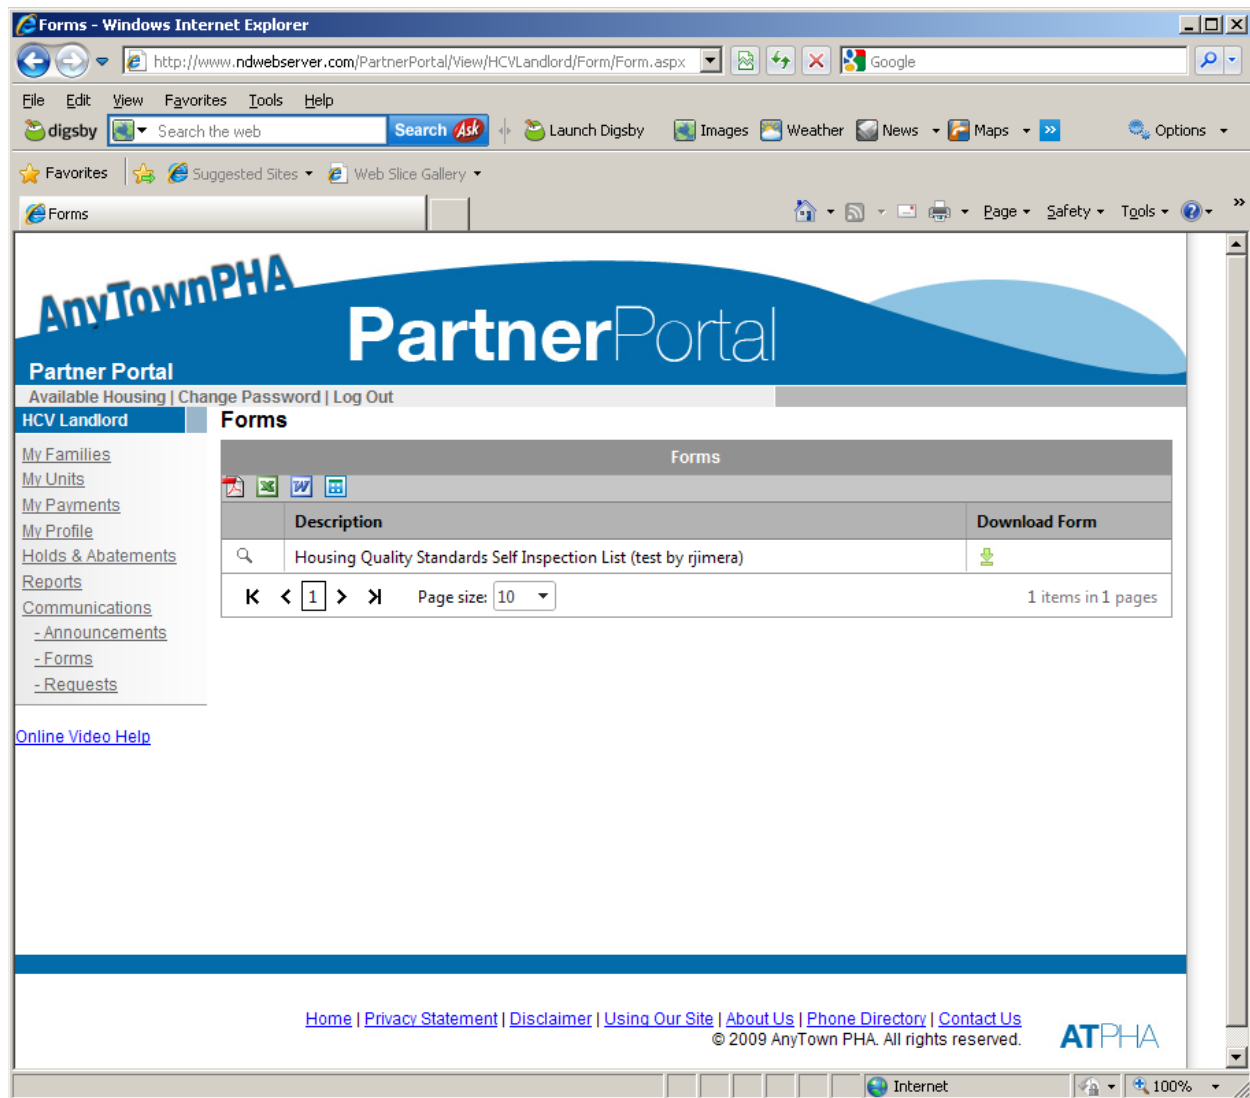 Forms - Windows Internet Explorer
http://www.ndwebserver.com/PartnerPortal/View/HCVLandlord/Form/Form.aspx Google
File Edit View Favorites Tools Help
digsby Search the web Search Ask Launch Digsby Images Weather News Maps Options
Favorites Suggested Sites Web Slice Gallery
Forms Page Safety Tools
AnyTownPHA
PartnerPortal
Partner Portal
Available Housing | Change Password | Log Out
HCV Landlord
My Families
My Units
My Payments
My Profile
Holds & Abatements
Reports
Communications
- Announcements
- Forms
- Requests
Online Video Help
Forms
Forms
Description Download Form
Housing Quality Standards Self Inspection List (test by rjimera)
1 Page size: 10 1 items in 1 pages
Home | Privacy Statement | Disclaimer | Using Our Site | About Us | Phone Directory | Contact Us
© 2009 AnyTown PHA. All rights reserved.
ATPHA
Internet 100%